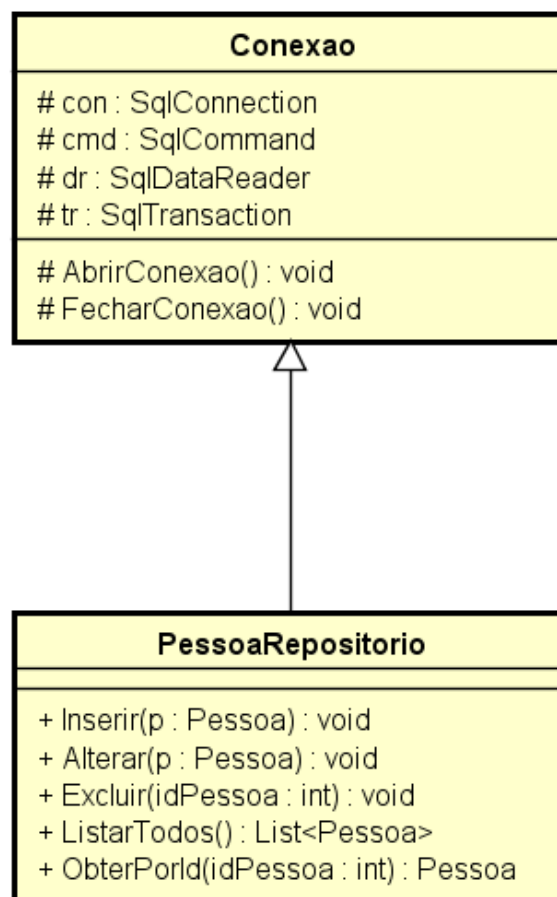 Conexao
# con : SqlConnection
# cmd : SqlCommand
# dr : SqlDataReader
# tr : SqlTransaction
# AbrirConexao() : void
# FecharConexao() : void
PessoaRepositorio
+ Inserir(p : Pessoa) : void
+ Alterar(p : Pessoa) : void
+ Excluir(idPessoa : int) : void
+ ListarTodos() : List<Pessoa>
+ ObterPorId(idPessoa : int) : Pessoa